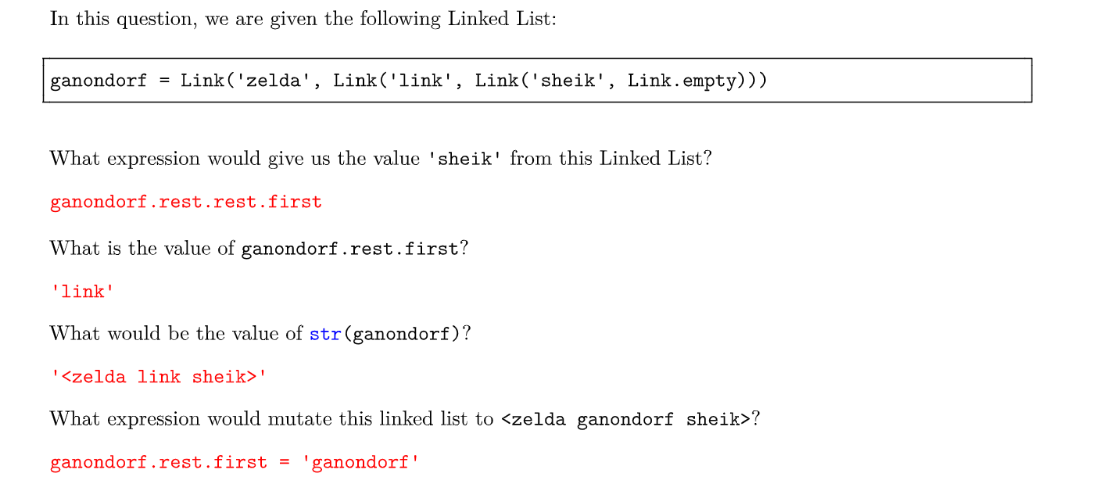 In this question, we are given the following Linked List:
ganondorf = Link('zelda', Link('link', Link('sheik', Link.empty)))
What expression would give us the value 'sheik' from this Linked List?
ganondorf.rest.rest.first
What is the value of ganondorf.rest.first?
'link'
What would be the value of str(ganondorf)?
'<zelda link sheik>'
What expression would mutate this linked list to <zelda ganondorf sheik>?
ganondorf.rest.first = 'ganondorf'